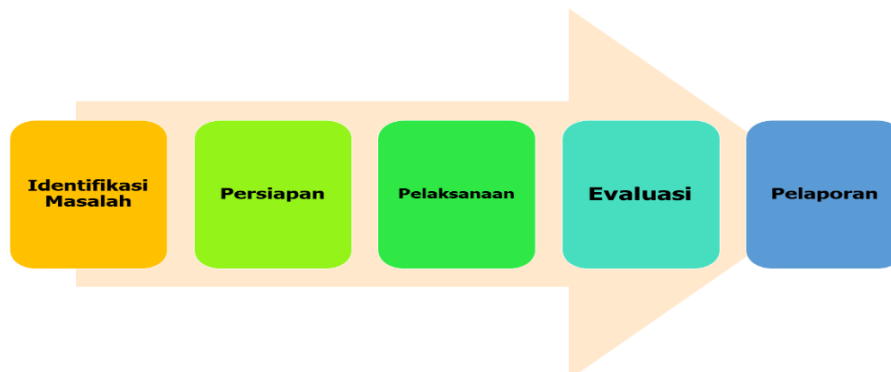 Identifikasi
Masalah
Persiapan
Pelaksanaan
Evaluasi
Pelaporan